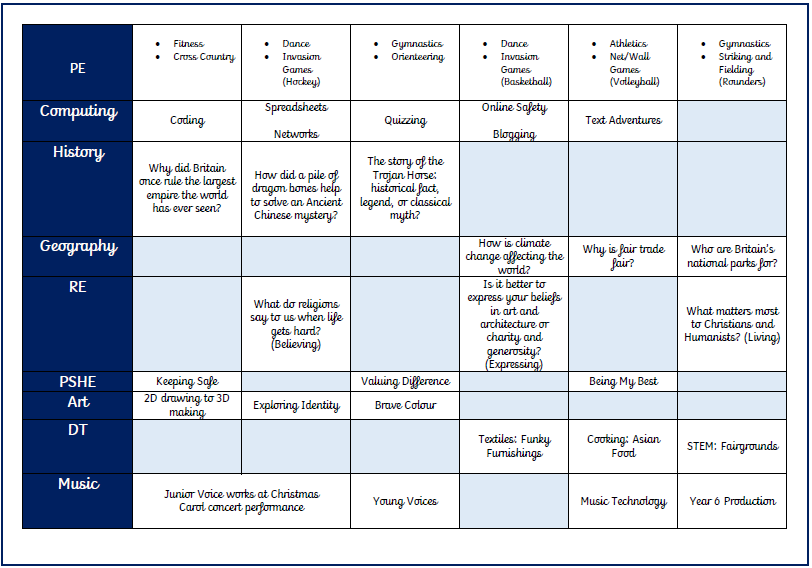 PE
• Fitness
• Cross Country
• Dance
• Invasion
Games
(Hockey)
• Gymnastics
• Orienteering
• Dance
• Invasion
Games
(Basketball)
• Athletics
• Net/Wall
Games
(Volleyball)
• Gymnastics
• Striking and
Fielding
(Rounders)
Computing
Coding
Spreadsheets
Networks
Quizzing
Online Safety
Blogging
Text Adventures
History
Why did Britain
once rule the largest
empire the world
has ever seen?
How did a pile of
dragon bones help
to solve an Ancient
Chinese mystery?
The story of the
Trojan Horse:
historical fact,
legend, or classical
myth?
Geography
How is climate
change affecting the
world?
Why is fair trade
fair?
Who are Britain's
national parks for?
RE
What do religions
say to us when life
gets hard?
(Believing)
Is it better to
express your beliefs
in art and
architecture or
charity and
generosity?
(Expressing)
What matters most
to Christians and
Humanists? (Living)
PSHE
Keeping Safe
Valuing Difference
Being My Best
Art
2D drawing to 3D
making
Exploring Identity
Brave Colour
DT
Textiles: Funky
Furnishings
Cooking: Asian
Food
STEM: Fairgrounds
Music
Junior Voice works at Christmas
Carol concert performance
Young Voices
Music Technology
Year 6 Production